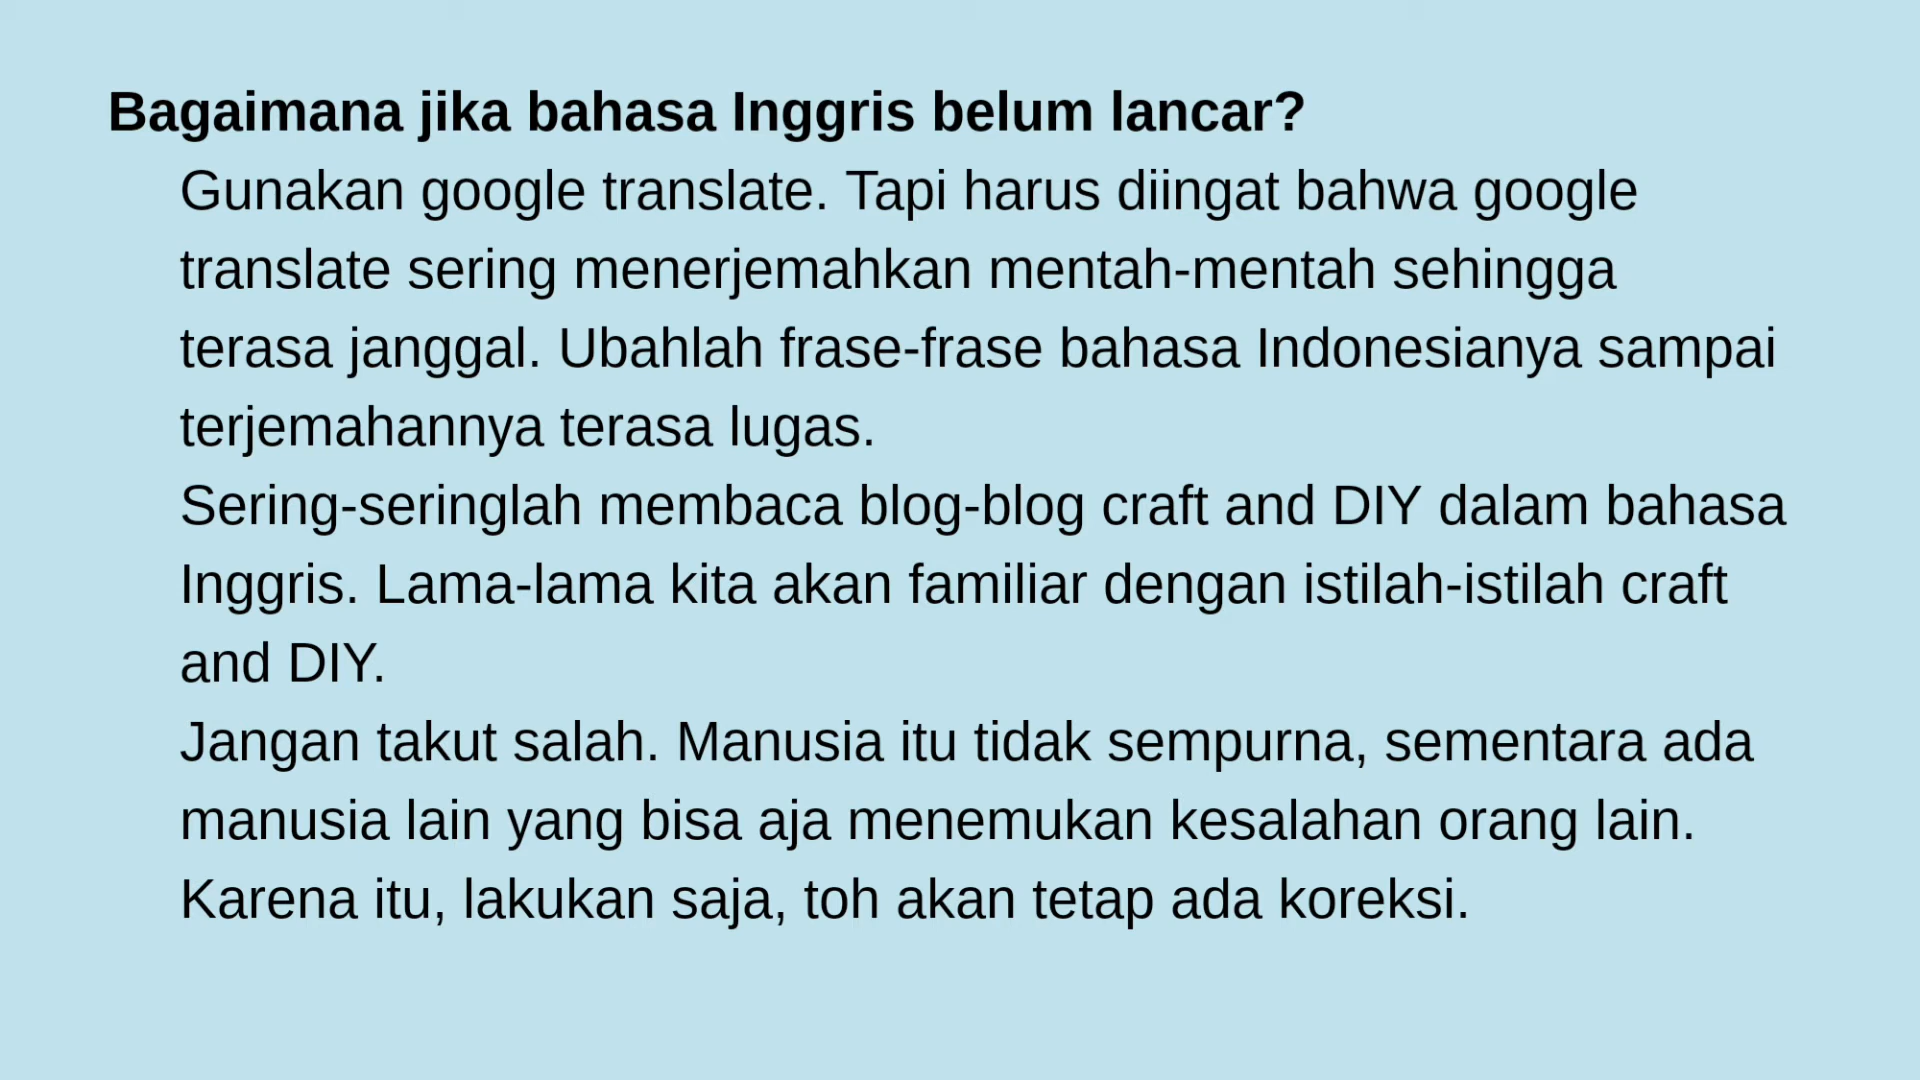 Bagaimana jika bahasa Inggris belum lancar?
Gunakan google translate. Tapi harus diingat bahwa google
translate sering menerjemahkan mentah-mentah sehingga
terasa janggal. Ubahlah frase-frase bahasa Indonesianya sampai
terjemahannya terasa lugas.
Sering-seringlah membaca blog-blog craft and DIY dalam bahasa
Inggris. Lama-lama kita akan familiar dengan istilah-istilah craft
and DIY.
Jangan takut salah. Manusia itu tidak sempurna, sementara ada
manusia lain yang bisa aja menemukan kesalahan orang lain.
Karena itu, lakukan saja, toh akan tetap ada koreksi.